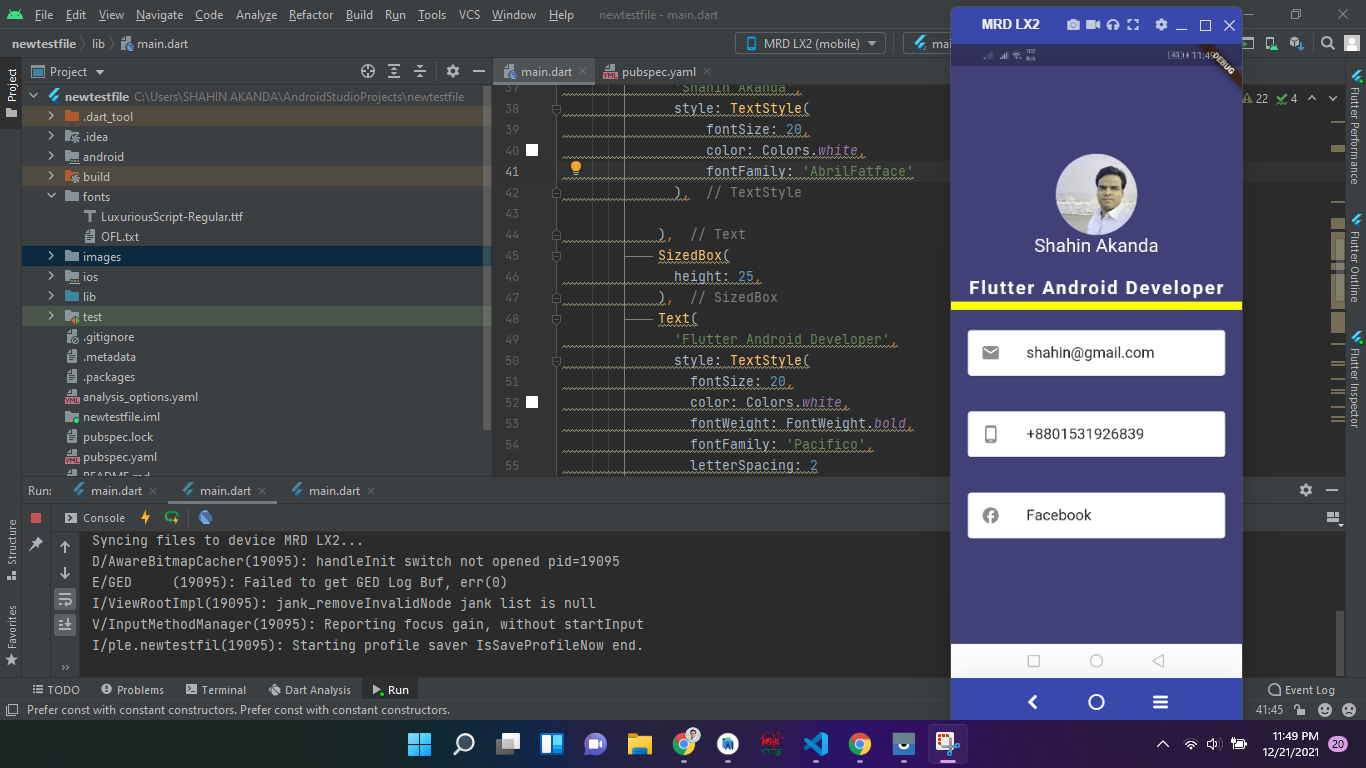 File Edit View Navigate Code Analyze Refactor Build Run Tools VCS Window Help newtestfile - main.dart
newtestfile lib main.dart MRD LX2 (mobile) mai
Project main.dart pubspec.yaml
newtestfile C:\Users\SHAHIN AKANDA\AndroidStudioProjects\newtestfile
.dart_tool
.idea
android
build
fonts
LuxuriousScript-Regular.ttf
OFL.txt
images
ios
lib
test
.gitignore
.metadata
.packages
analysis_options.yaml
newtestfile.iml
pubspec.lock
pubspec.yaml
README.md
Project
Structure
Favorites
37 'Shahin Akanda',
38 style: TextStyle(
39 fontSize: 20,
40 color: Colors.white,
41 fontFamily: 'AbrilFatface'
42 ), // TextStyle
43
44 ), // Text
45 SizedBox(
46 height: 25,
47 ), // SizedBox
48 Text(
49 'Flutter Android Developer',
50 style: TextStyle(
51 fontSize: 20,
52 color: Colors.white,
53 fontWeight: FontWeight.bold,
54 fontFamily: 'Pacifico',
55 letterSpacing: 2
22 4
Flutter Performance
Flutter Outline
Flutter Inspector
MRD LX2
43 11:49
DEBUG
Shahin Akanda
Flutter Android Developer
shahin@gmail.com
+8801531926839
Facebook
Run: main.dart main.dart main.dart
Console
Syncing files to device MRD LX2...
D/AwareBitmapCacher(19095): handleInit switch not opened pid=19095
E/GED (19095): Failed to get GED Log Buf, err(0)
I/ViewRootImpl(19095): jank_removeInvalidNode jank list is null
V/InputMethodManager(19095): Reporting focus gain, without startInput
I/ple.newtestfil(19095): Starting profile saver IsSaveProfileNow end.
TODO Problems Terminal Dart Analysis Run Event Log
Prefer const with constant constructors. Prefer const with constant constructors. 41:45
11:49 PM
12/21/2021
20